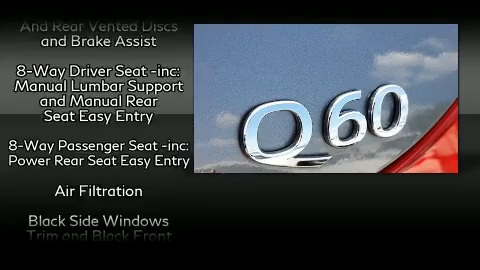 And Rear Vented Discs
and Brake Assist
8-Way Driver Seat -inc:
Manual Lumbar Support
and Manual Rear
Seat Easy Entry
8-Way Passenger Seat -inc:
Power Rear Seat Easy Entry
Air Filtration
Black Side Windows
Trim and Black Front
Q60